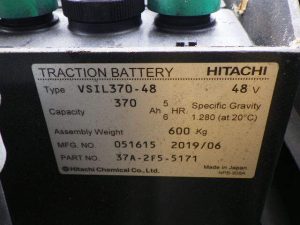 TRACTION BATTERY HITACHI
Type VSIL370-48 48 V
Capacity 370 5/6 HR. Specific Gravity 1.280 (at 20°C)
Assembly Weight 600 Kg
MFG. NO. 051615 2019/06
PART NO. 37A-2F5-5171
Hitachi Chemical Co., Ltd. Made in Japan